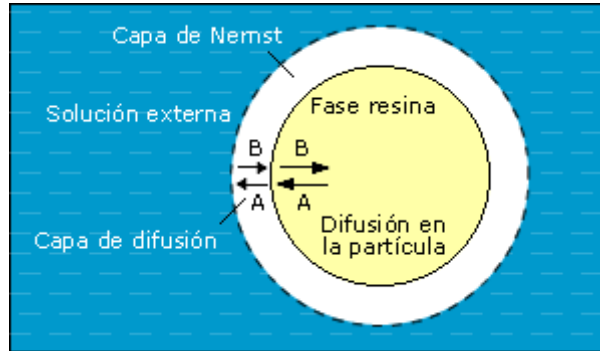 Capa de Nernst
Solución externa
Fase resina
B
B
A
A
Capa de difusión
Difusión en
la partícula